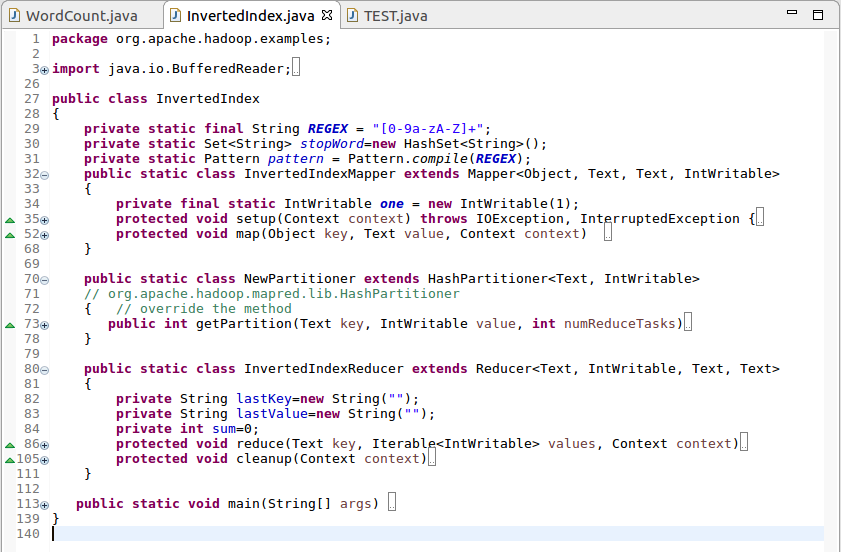 WordCount.java InvertedIndex.java TEST.java
1 package org.apache.hadoop.examples;
2
3 import java.io.BufferedReader;
26
27 public class InvertedIndex
28 {
29 private static final String REGEX = "[0-9a-zA-Z]+";
30 private static Set<String> stopWord=new HashSet<String>();
31 private static Pattern pattern = Pattern.compile(REGEX);
32 public static class InvertedIndexMapper extends Mapper<Object, Text, Text, IntWritable>
33 {
34 private final static IntWritable one = new IntWritable(1);
35 protected void setup(Context context) throws IOException, InterruptedException {
52 protected void map(Object key, Text value, Context context)
68 }
69
70 public static class NewPartitioner extends HashPartitioner<Text, IntWritable>
71 // org.apache.hadoop.mapred.lib.HashPartitioner
72 { // override the method
73 public int getPartition(Text key, IntWritable value, int numReduceTasks)
78 }
79
80 public static class InvertedIndexReducer extends Reducer<Text, IntWritable, Text, Text>
81 {
82 private String lastKey=new String("");
83 private String lastValue=new String("");
84 private int sum=0;
86 protected void reduce(Text key, Iterable<IntWritable> values, Context context)
105 protected void cleanup(Context context)
111 }
112
113 public static void main(String[] args)
139 }
140